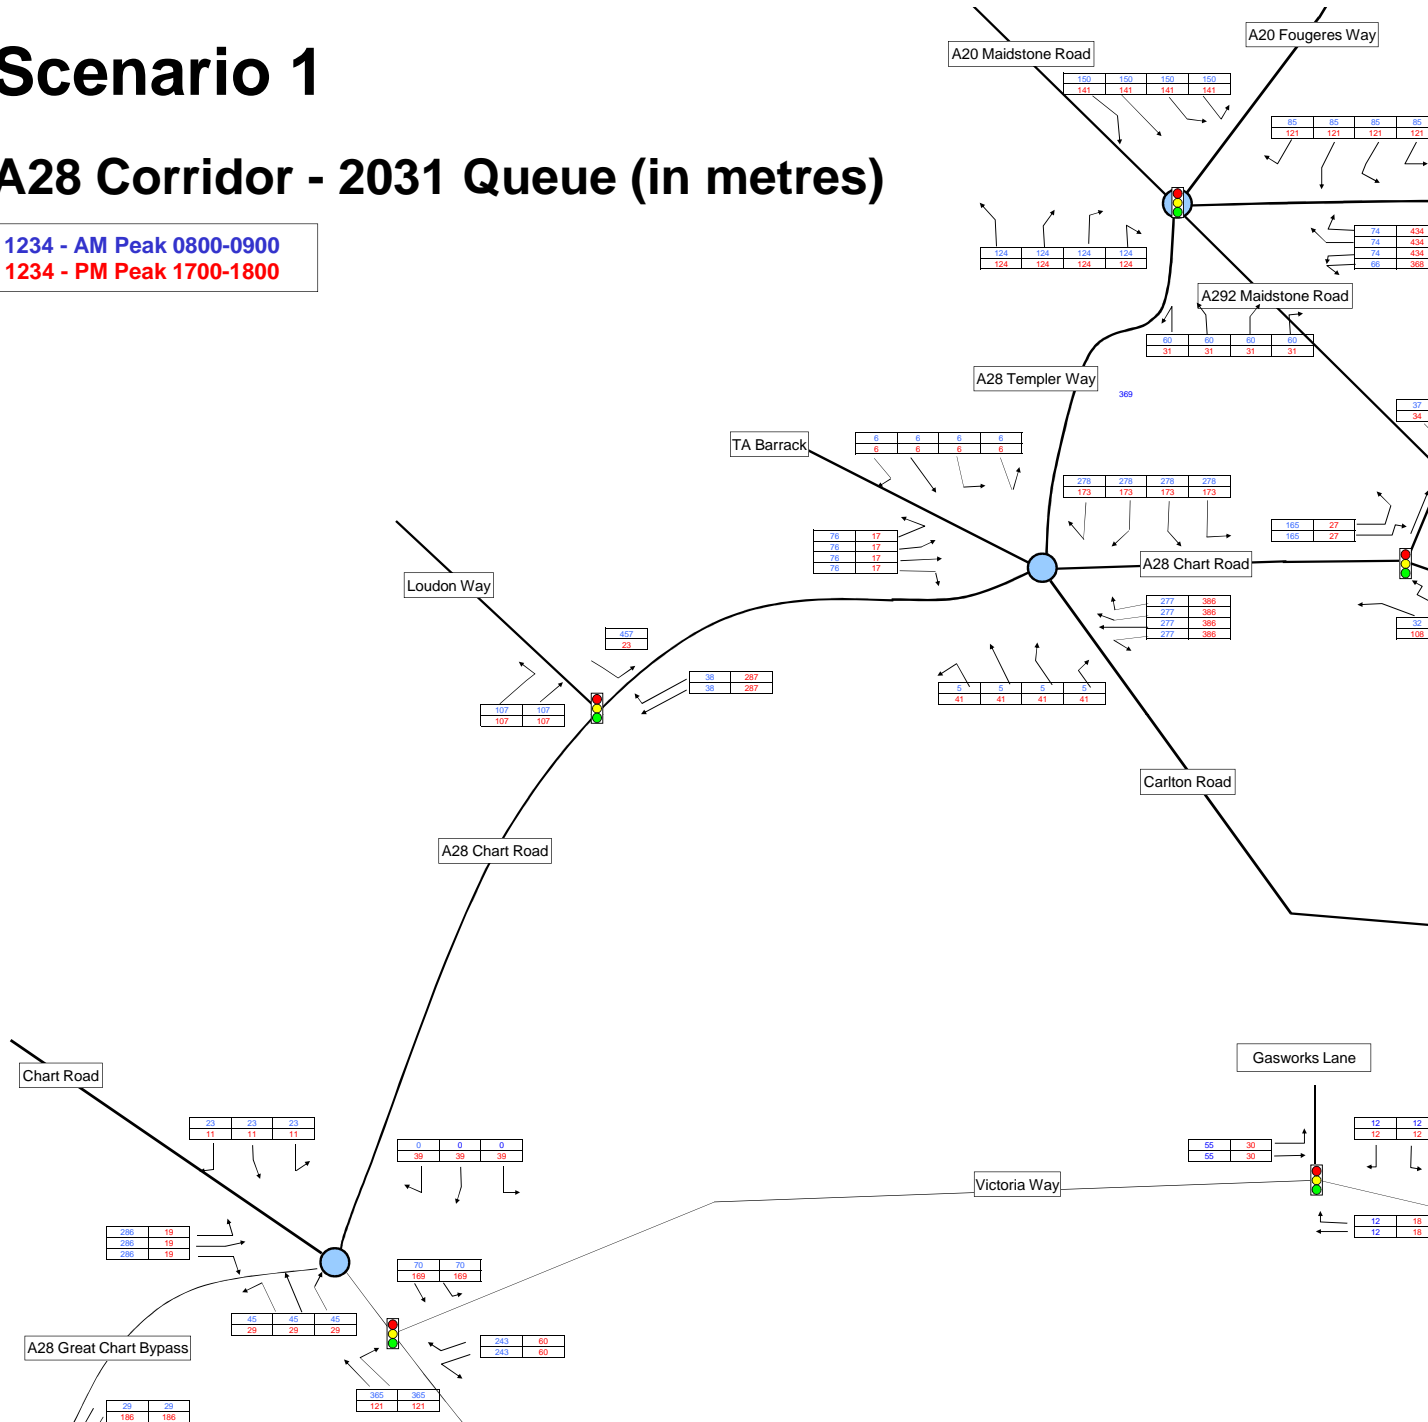 Scenario 1
A28 Corridor - 2031 Queue (in metres)
1234 - AM Peak 0800-0900
1234 - PM Peak 1700-1800
A20 Maidstone Road
A20 Fougeres Way
150 150 150 150
141 141 141 141
85 85 85 85
121 121 121 121
124 124 124 124
124 124 124 124
74 434
74 434
74 434
66 368
A292 Maidstone Road
60 60 60 60
31 31 31 31
A28 Templer Way
369
37
34
TA Barrack
6 6 6 6
6 6 6 6
278 278 278 278
173 173 173 173
76 17
76 17
76 17
76 17
165 27
165 27
A28 Chart Road
Loudon Way
277 386
277 386
277 386
277 386
32
108
457
23
38 287
38 287
5 5 5 5
41 41 41 41
107 107
107 107
Carlton Road
A28 Chart Road
Gasworks Lane
Chart Road
23 23 23
11 11 11
0 0 0
39 39 39
55 30
55 30
12 12
12 12
Victoria Way
12 18
12 18
286 19
286 19
286 19
70 70
169 169
45 45 45
29 29 29
A28 Great Chart Bypass
243 60
243 60
365 365
121 121
29 29
186 186